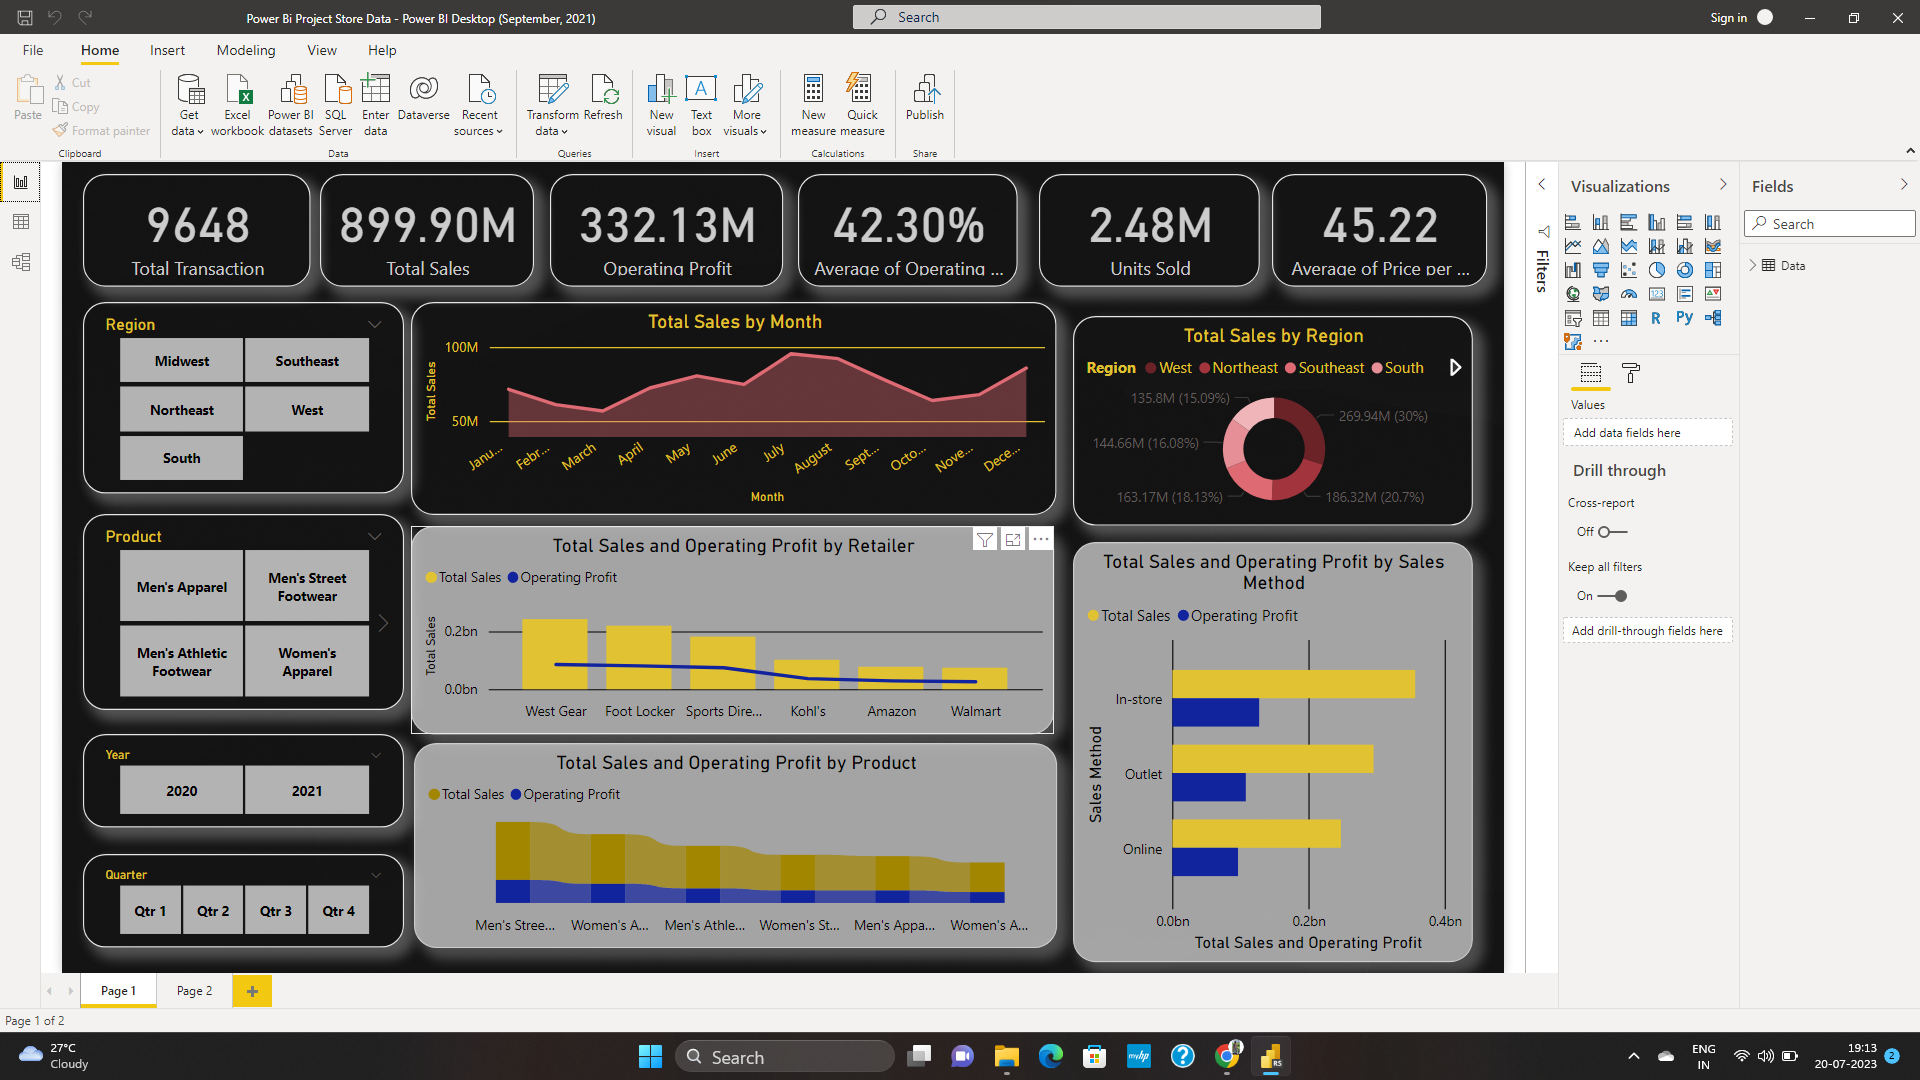 Power Bi Project Store Data - Power BI Desktop (September, 2021)
Search
Sign in
File
Home
Insert
Modeling
View
Help
Paste
Cut
Copy
Format painter
Clipboard
Get data
Excel workbook
Power BI datasets
SQL Server
Enter data
Dataverse
Recent sources
Data
Transform data
Refresh
Queries
New visual
Text box
More visuals
Insert
New measure
Quick measure
Calculations
Publish
Share
9648
Total Transaction
899.90M
Total Sales
332.13M
Operating Profit
42.30%
Average of Operating ...
2.48M
Units Sold
45.22
Average of Price per ...
Region
Midwest
Southeast
Northeast
West
South
Product
Men's Apparel
Men's Street Footwear
Men's Athletic Footwear
Women's Apparel
Year
2020
2021
Quarter
Qtr 1
Qtr 2
Qtr 3
Qtr 4
Total Sales by Month
Total Sales
100M
50M
Janu...
Febr...
March
April
May
June
July
August
Sept...
Octo...
Nove...
Dece...
Month
Total Sales by Region
Region West Northeast Southeast South
135.8M (15.09%)
269.94M (30%)
144.66M (16.08%)
163.17M (18.13%)
186.32M (20.7%)
Total Sales and Operating Profit by Retailer
Total Sales Operating Profit
Total Sales
0.2bn
0.0bn
West Gear
Foot Locker
Sports Dire...
Kohl's
Amazon
Walmart
Total Sales and Operating Profit by Product
Total Sales Operating Profit
Men's Stree...
Women's A...
Men's Athle...
Women's St...
Men's Appa...
Women's A...
Total Sales and Operating Profit by Sales
Method
Total Sales Operating Profit
Sales Method
In-store
Outlet
Online
0.0bn
0.2bn
0.4bn
Total Sales and Operating Profit
Filters
Visualizations
R
Py
123
...
Values
Add data fields here
Drill through
Cross-report
Off
Keep all filters
On
Add drill-through fields here
Fields
Search
Data
Page 1
Page 2
+
Page 1 of 2
27°C
Cloudy
Search
myhp
RS
ENG
IN
19:13
20-07-2023
2